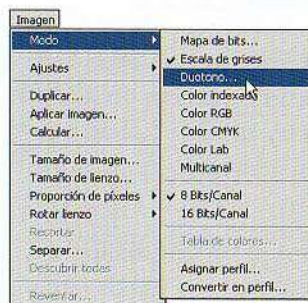 Imagen
Modo
Ajustes
Duplicar...
Aplicar imagen...
Calcular...
Tamaño de imagen...
Tamaño de lienzo...
Proporción de píxeles
Rotar lienzo
Recortar
Separar...
Descubrir todas
Reventar...
Mapa de bits...
Escala de grises
Duotono...
Color indexado
Color RGB
Color CMYK
Color Lab
Multicanal
8 Bits/Canal
16 Bits/Canal
Tabla de colores...
Asignar perfil...
Convertir en perfil...